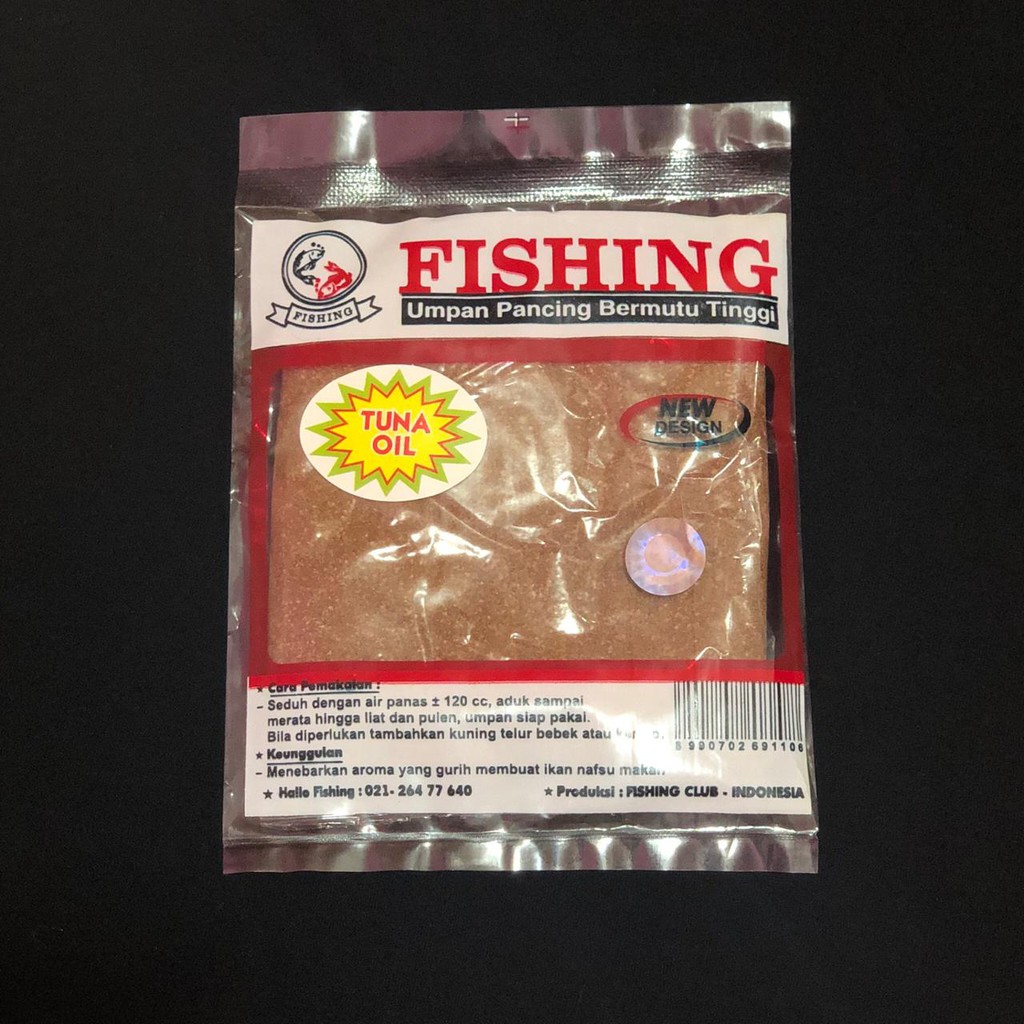 FISHING
FISHING
Umpan Pancing Bermutu Tinggi
TUNA
OIL
NEW
DESIGN
★ Cara Pemakaian :
- Seduh dengan air panas ± 120 cc, aduk sampai
merata hingga liat dan pulen, umpan siap pakai.
Bila diperlukan tambahkan kuning telur bebek atau
★ Keunggulan
- Menebarkan aroma yang gurih membuat ikan nafsu makan
8 990702 691106
★ Hallo Fishing : 021- 264 77 640
★ Produksi : FISHING CLUB - INDONESIA